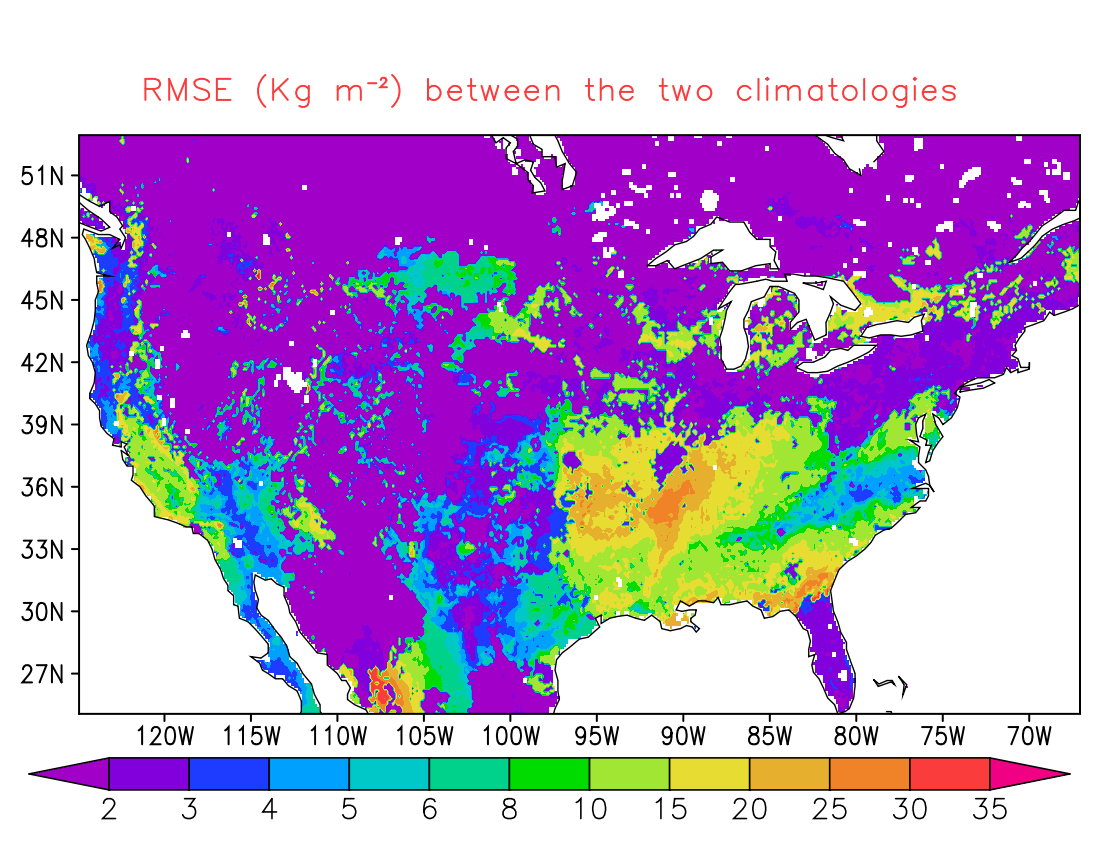 RMSE (Kg m⁻²) between the two climatologies
51N
48N
45N
42N
39N
36N
33N
30N
27N
120W 115W 110W 105W 100W 95W 90W 85W 80W 75W 70W
2 3 4 5 6 8 10 15 20 25 30 35